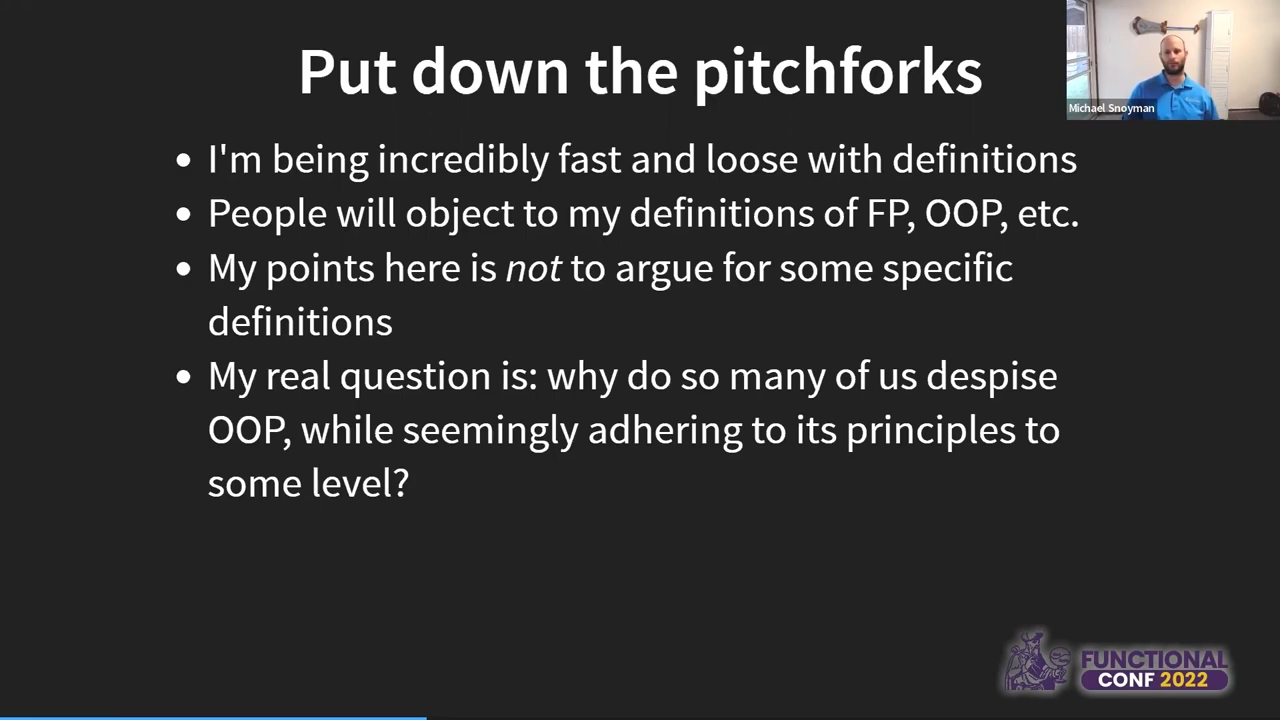 Put down the pitchforks
Michael Snoyman
• I'm being incredibly fast and loose with definitions
• People will object to my definitions of FP, OOP, etc.
• My points here is not to argue for some specific
definitions
• My real question is: why do so many of us despise
OOP, while seemingly adhering to its principles to
some level?
FUNCTIONAL
CONF 2022